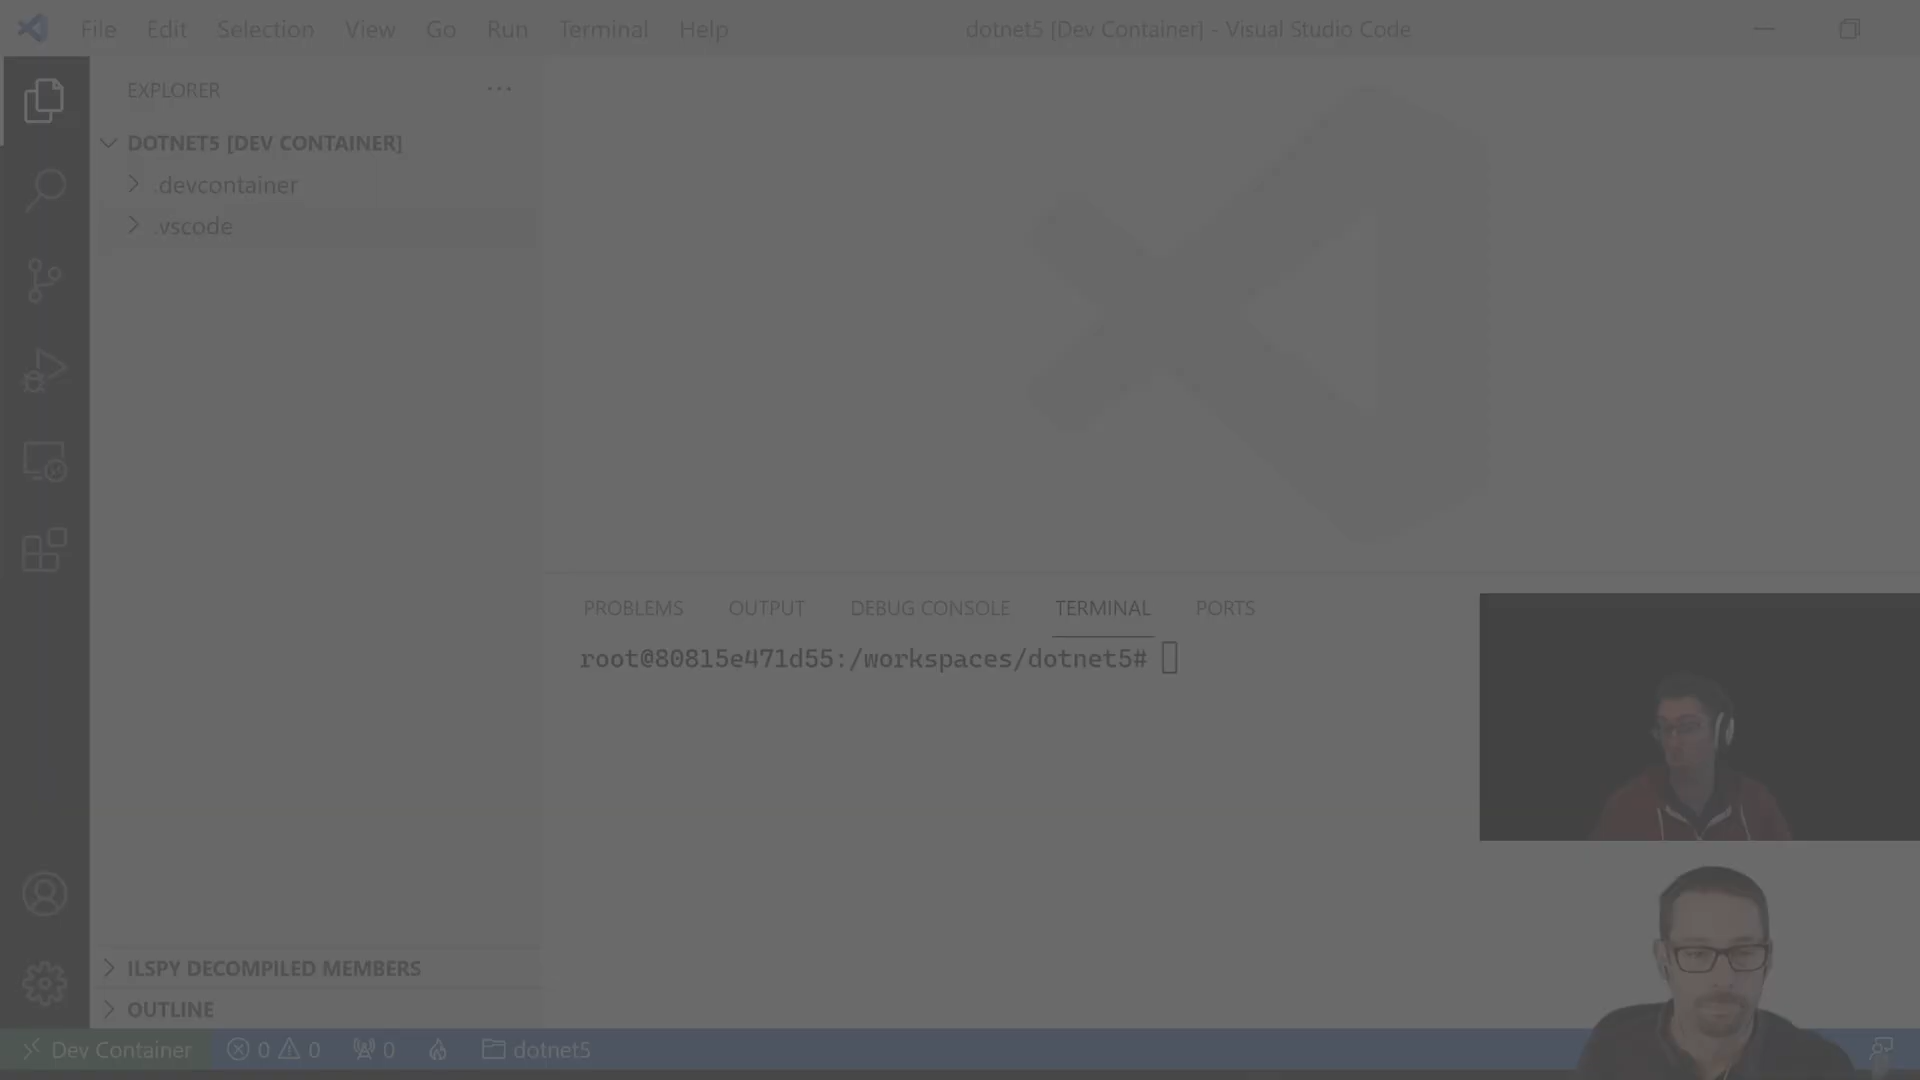 File Edit Selection View Go Run Terminal Help
dotnet5 [Dev Container] - Visual Studio Code
EXPLORER
DOTNET5 [DEV CONTAINER]
.devcontainer
.vscode
PROBLEMS OUTPUT DEBUG CONSOLE TERMINAL PORTS
root@80815e471d55:/workspaces/dotnet5#
ILSPY DECOMPILED MEMBERS
OUTLINE
Dev Container 0 0 0 dotnet5